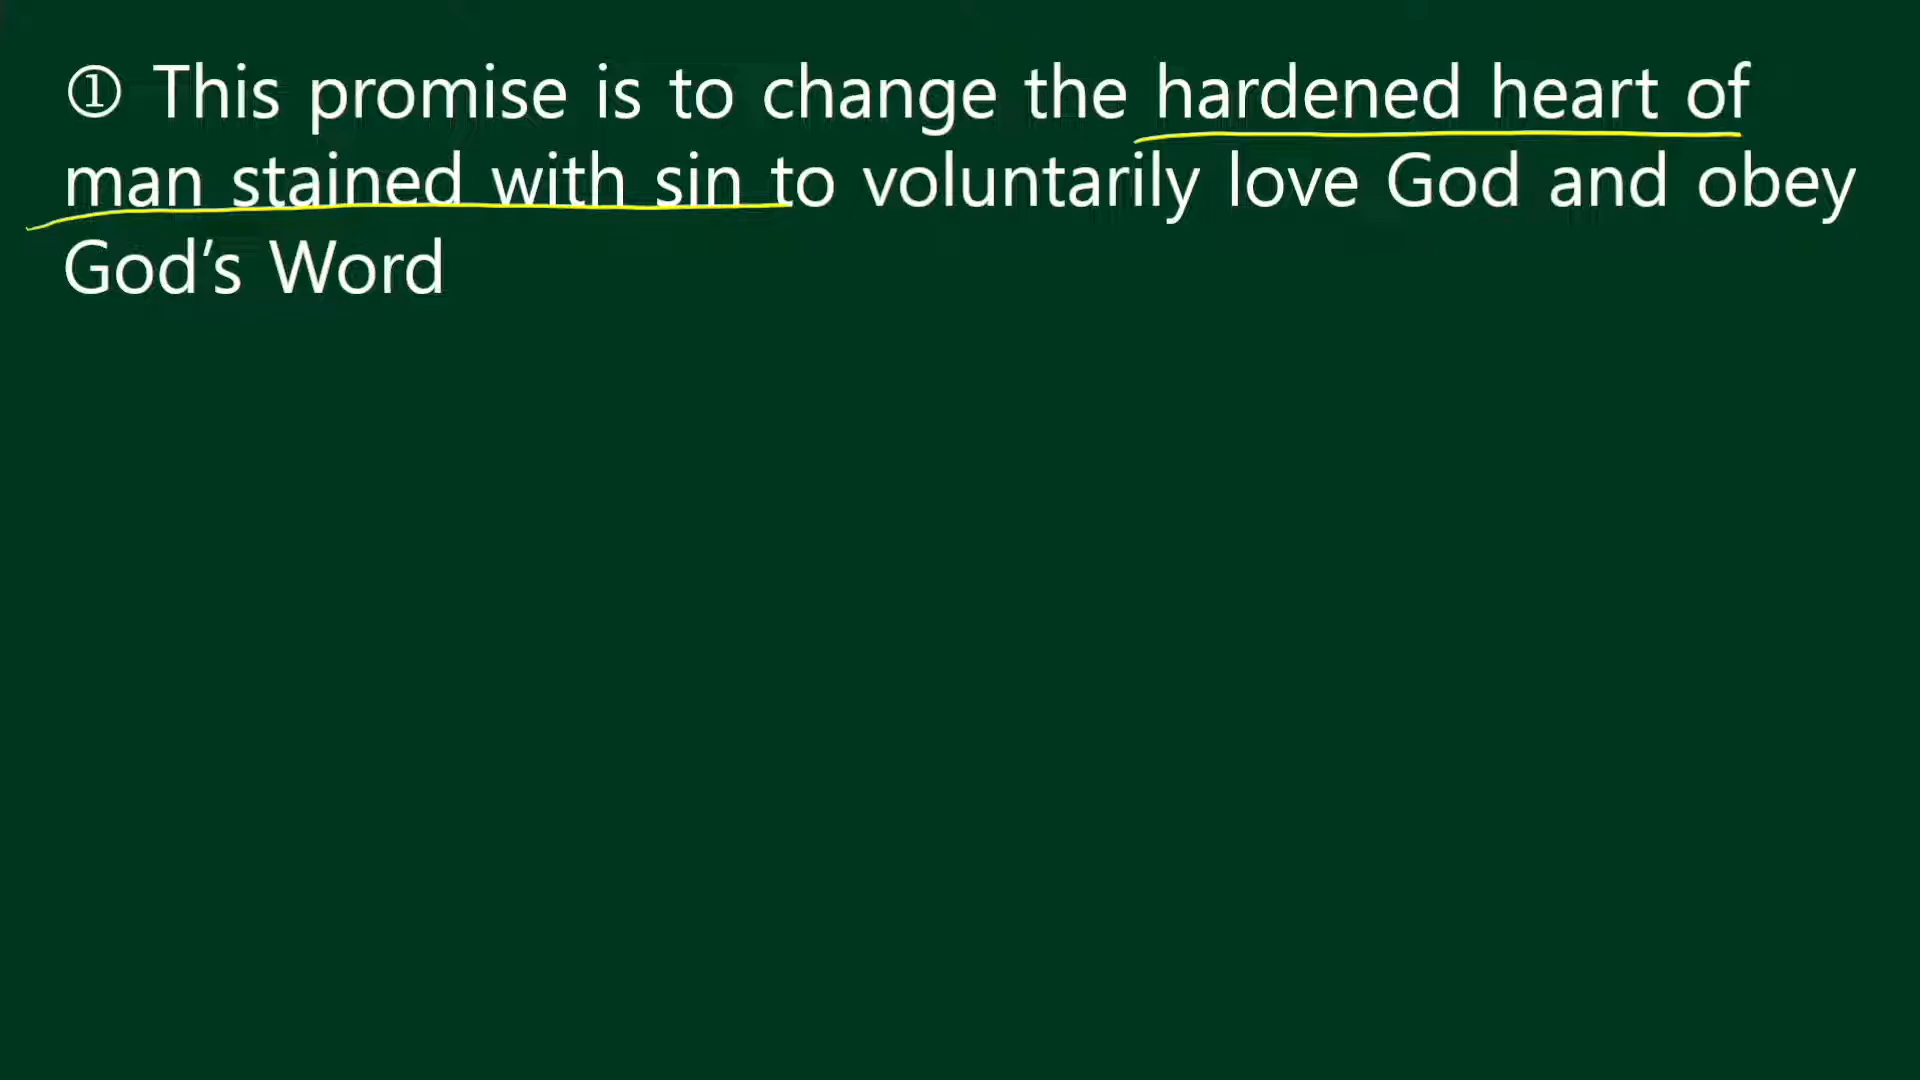 ① This promise is to change the hardened heart of
man stained with sin to voluntarily love God and obey
God’s Word